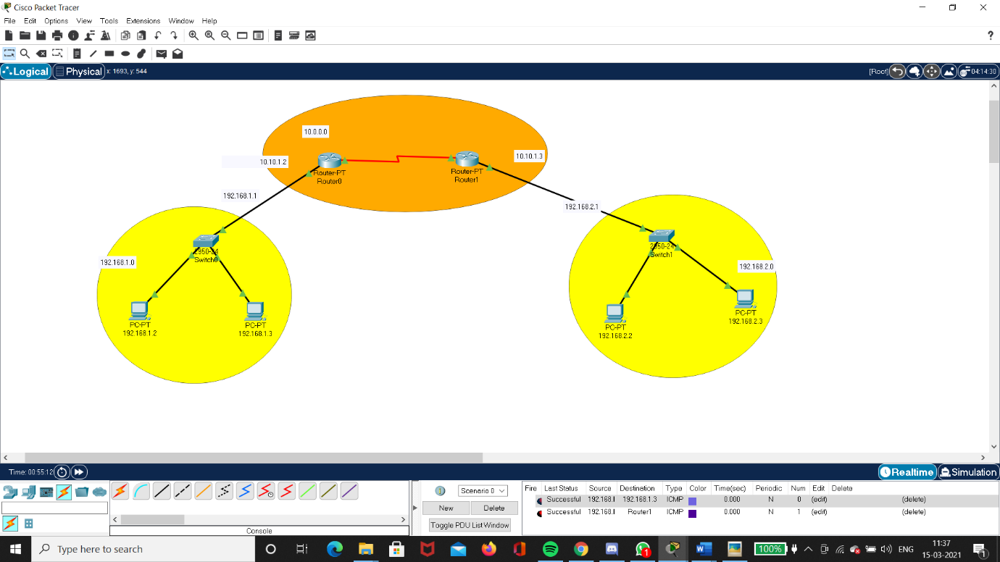 Cisco Packet Tracer
File Edit Options View Tools Extensions Window Help
?
Logical Physical x: 1693, y: 544 [Root] 04:14:30
10.0.0.0
10.10.1.2
10.10.1.3
Router-PT
Router0
Router-PT
Router1
192.168.1.1
192.168.2.1
2950-24
Switch0
2950-24
Switch1
192.168.1.0
192.168.2.0
PC-PT
192.168.1.2
PC-PT
192.168.1.3
PC-PT
192.168.2.2
PC-PT
192.168.2.3
Time: 00:55:12 Realtime Simulation
Scenario 0
New Delete
Toggle PDU List Window
Console
Fire Last Status Source Destination Type Color Time(sec) Periodic Num Edit Delete
Successful 192.168.1 192.168.1.3 ICMP 0.000 N 0 (edit) (delete)
Successful 192.168.1 Router1 ICMP 0.000 N 1 (edit) (delete)
Type here to search
1
100%
ENG
11:37
15-03-2021
1